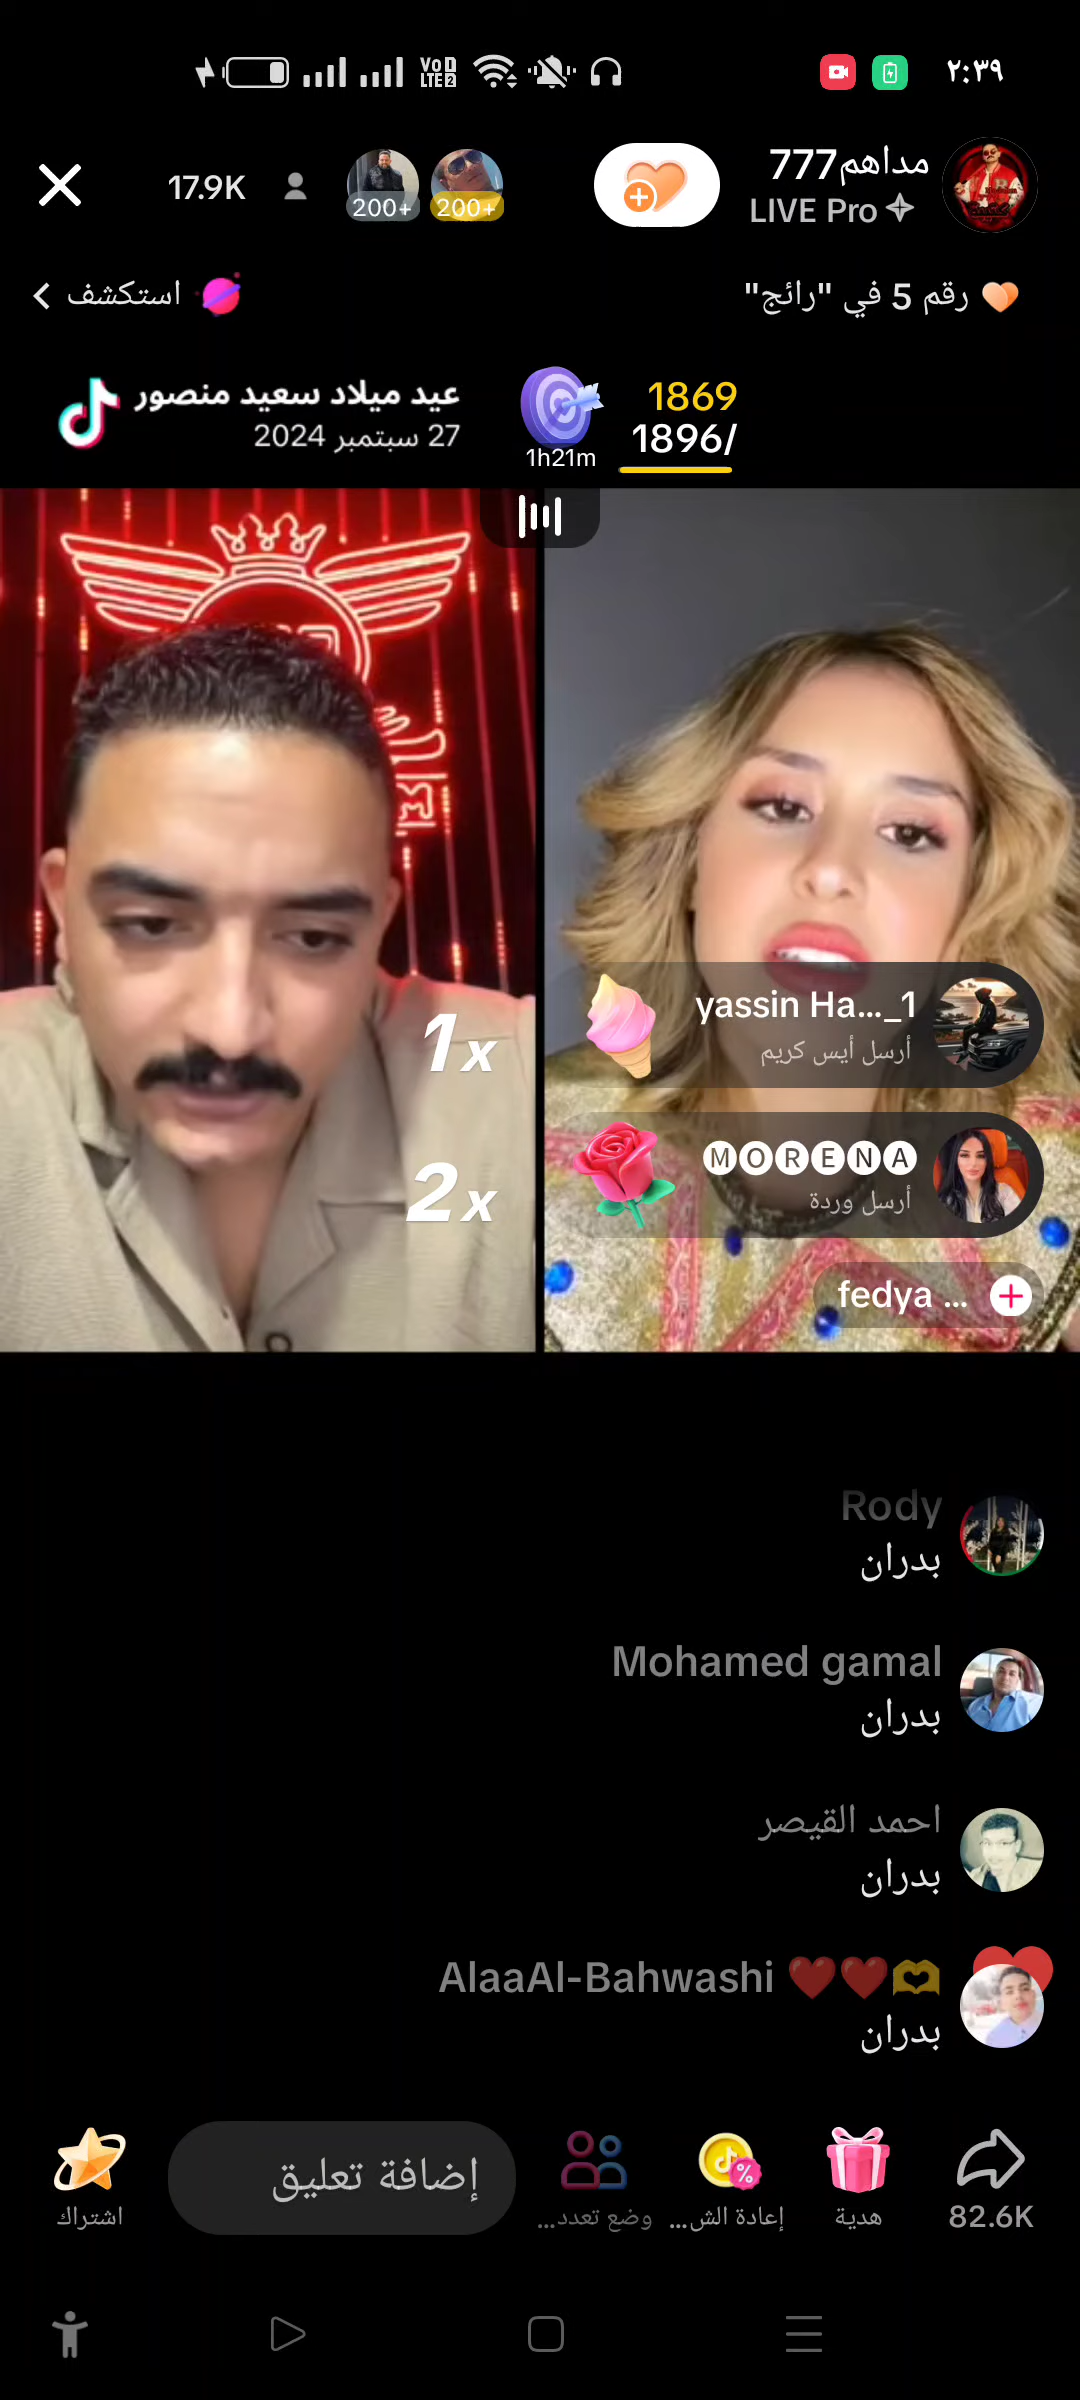 ٢:٣٩
VoLTE 1 2
مداهم777
LIVE Pro
200+
200+
17.9K
رقم 5 في "رائج"
استكشف
1869
1896/
1h21m
عيد ميلاد سعيد منصور
27 سبتمبر 2024
yassin Ha..._1
أرسل أيس كريم
1x
MORENA
أرسل وردة
2x
fedya ...
Rody
بدران
Mohamed gamal
بدران
احمد القيصر
بدران
AlaaAl-Bahwashi ❤️❤️🫶
بدران
82.6K
هدية
إعادة الش...
وضع تعدد...
إضافة تعليق
اشتراك